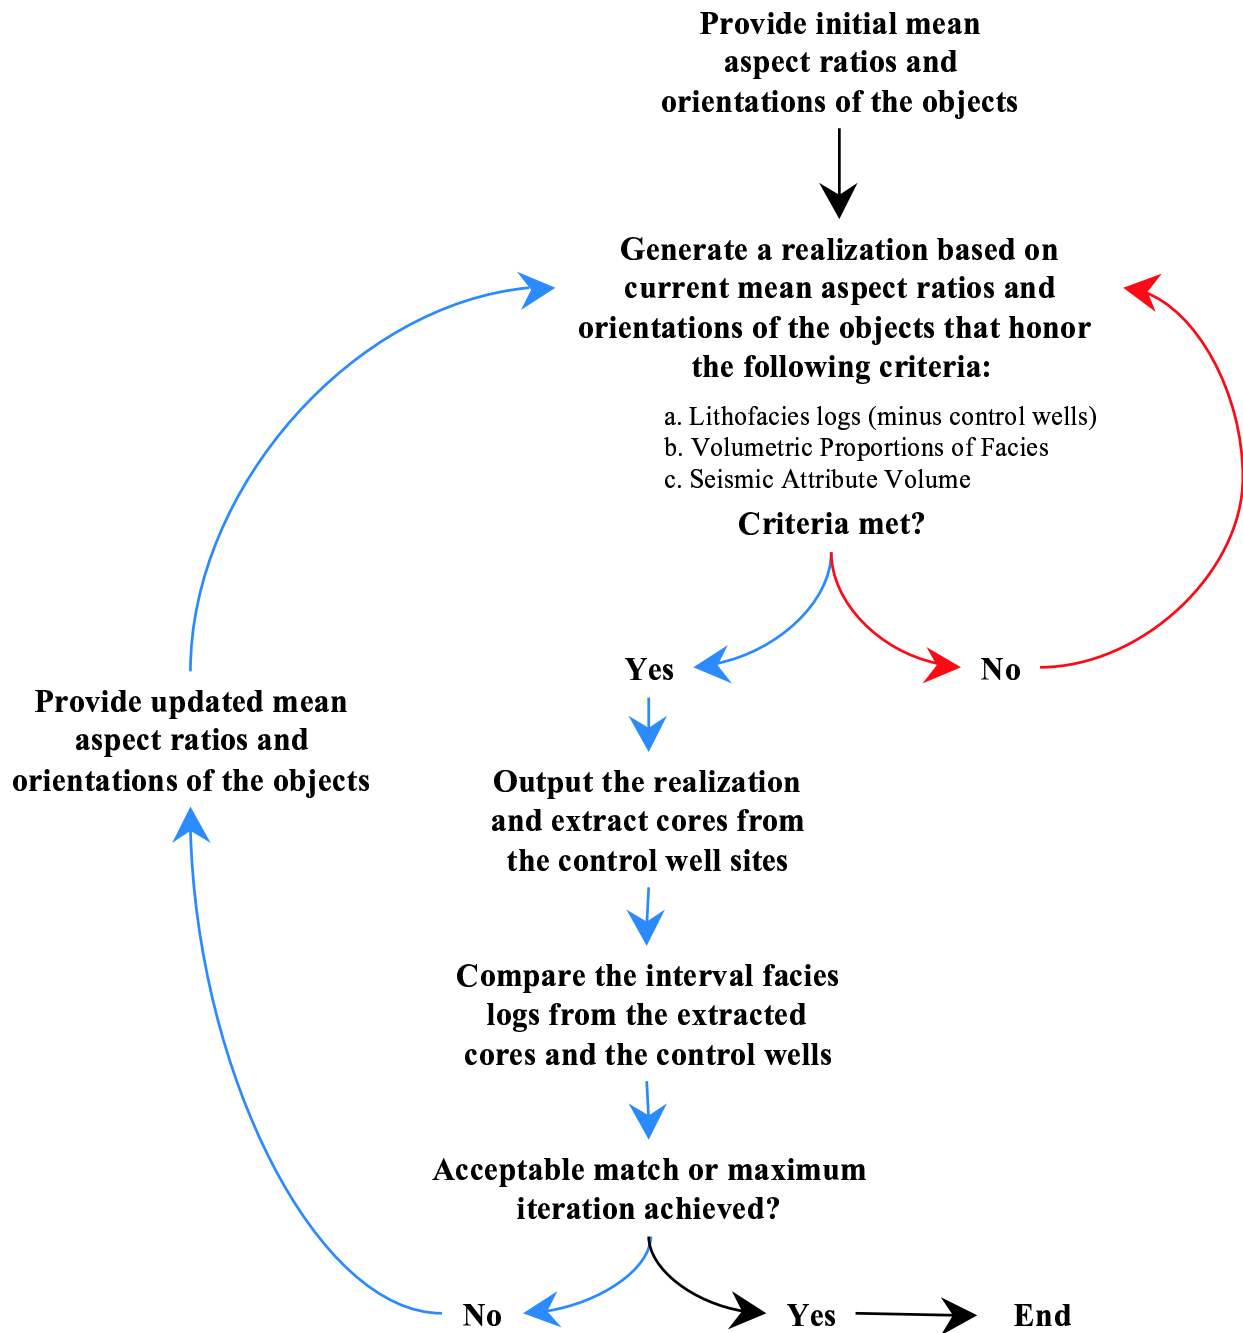 Provide initial mean
aspect ratios and
orientations of the objects
Generate a realization based on
current mean aspect ratios and
orientations of the objects that honor
the following criteria:
a. Lithofacies logs (minus control wells)
b. Volumetric Proportions of Facies
c. Seismic Attribute Volume
Criteria met?
Yes
No
Provide updated mean
aspect ratios and
orientations of the objects
Output the realization
and extract cores from
the control well sites
Compare the interval facies
logs from the extracted
cores and the control wells
Acceptable match or maximum
iteration achieved?
No
Yes
End